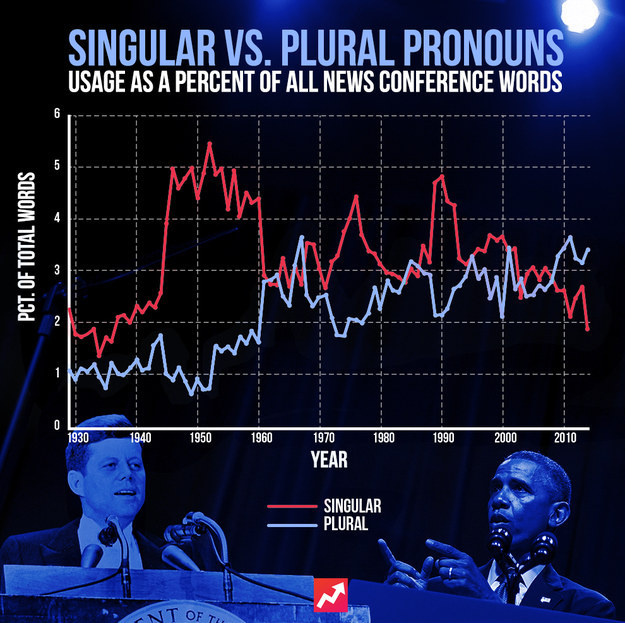 SINGULAR VS. PLURAL PRONOUNS
USAGE AS A PERCENT OF ALL NEWS CONFERENCE WORDS
PCT. OF TOTAL WORDS
6
5
4
3
2
1
0
1930 1940 1950 1960 1970 1980 1990 2000 2010
YEAR
SINGULAR
PLURAL
OF